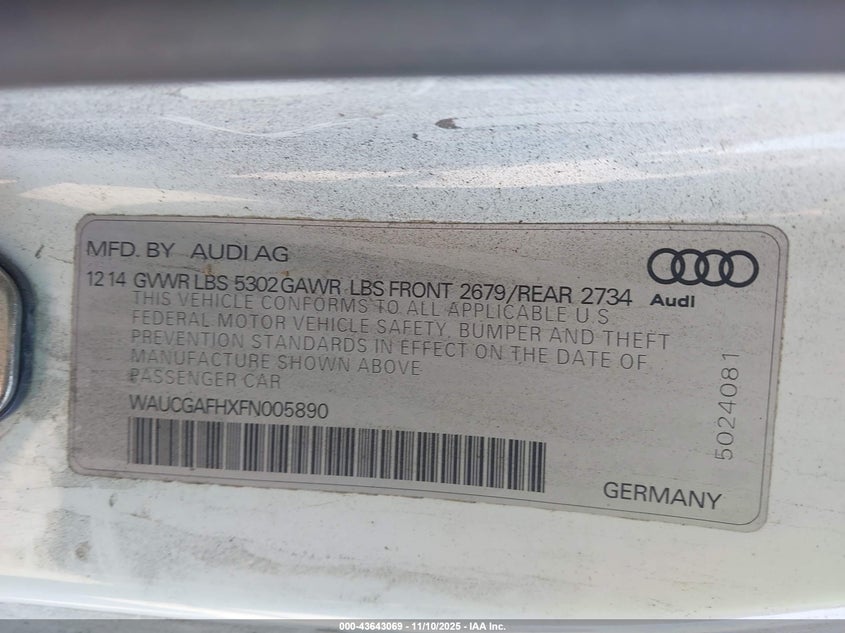 MFD. BY AUDI AG
12 14 GVWR LBS 5302 GAWR LBS FRONT 2679/REAR 2734
THIS VEHICLE CONFORMS TO ALL APPLICABLE U.S
FEDERAL MOTOR VEHICLE SAFETY, BUMPER AND THEFT
PREVENTION STANDARDS IN EFFECT ON THE DATE OF
MANUFACTURE SHOWN ABOVE
PASSENGER CAR
WAUCGAFHXFN005890
Audi
5024081
GERMANY
000-43643069 — 11/10/2025 — IAA Inc.